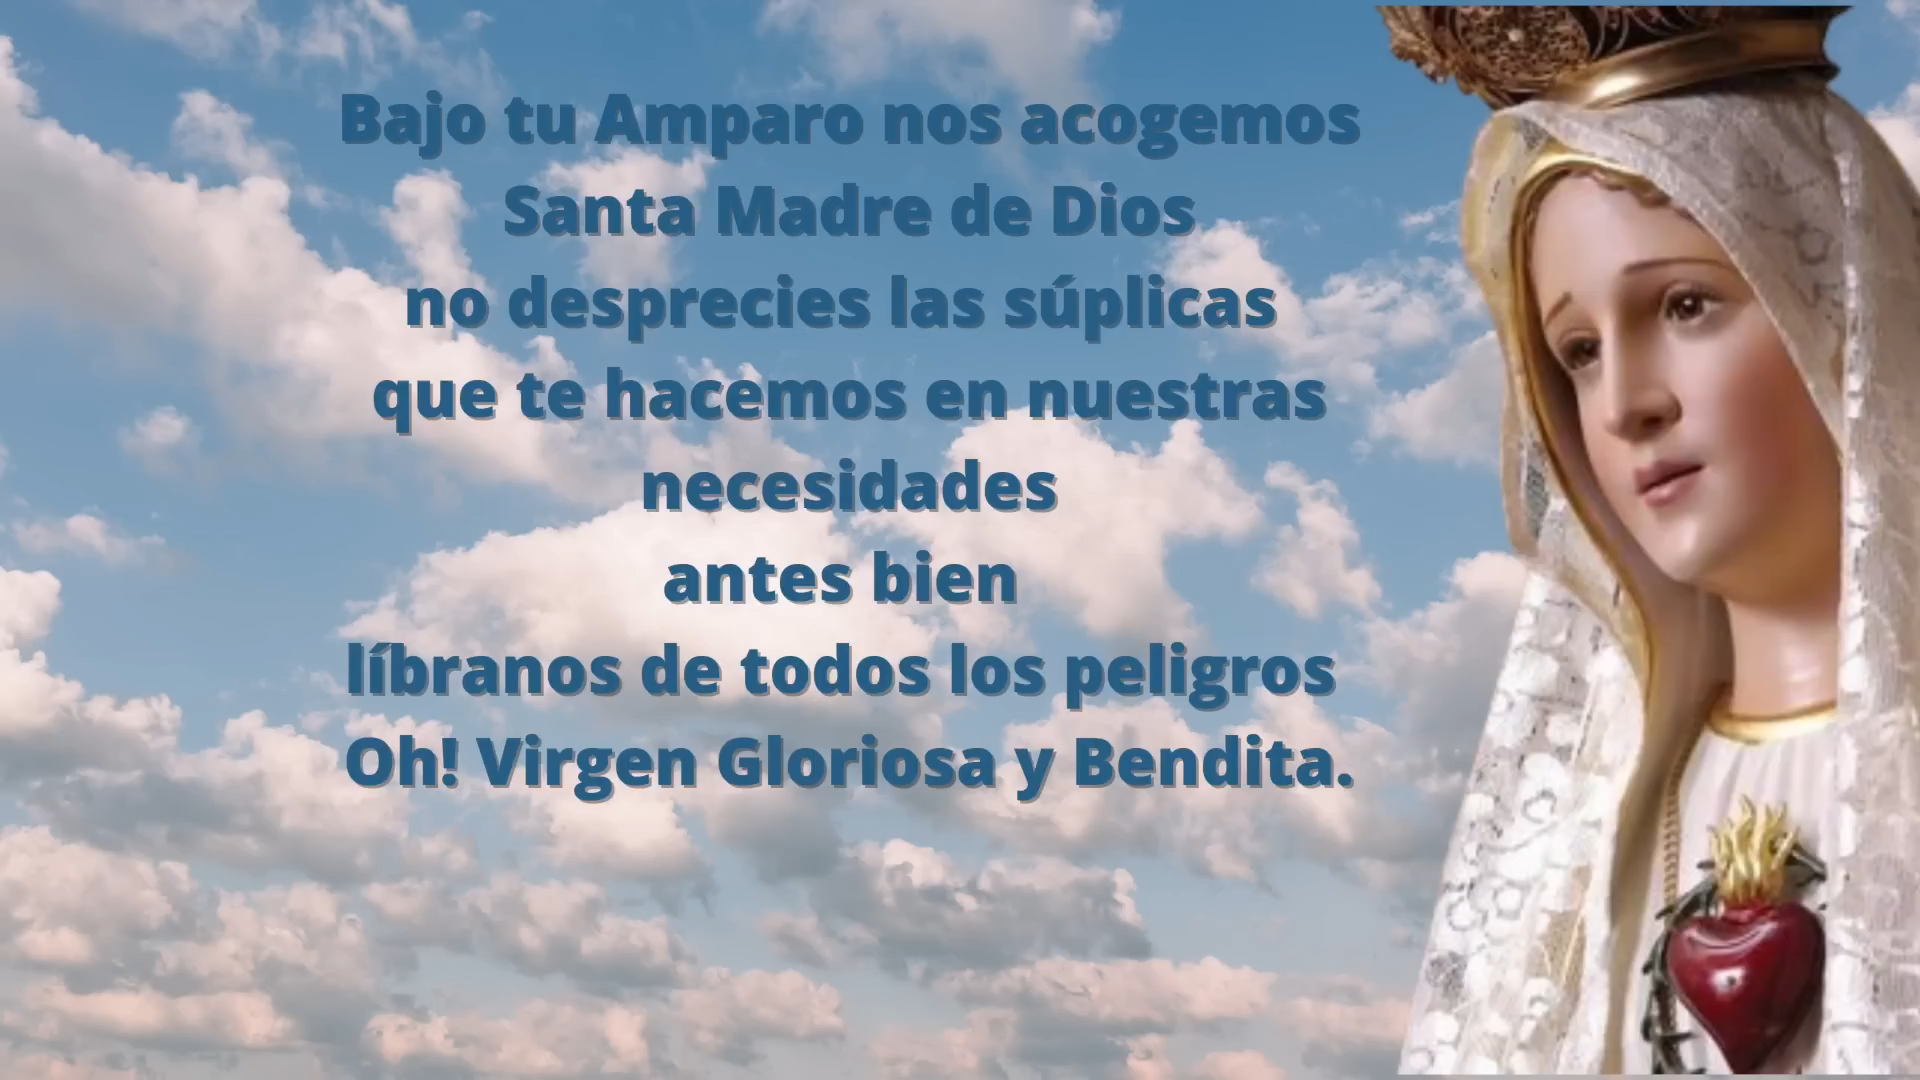 Bajo tu Amparo nos acogemos
Santa Madre de Dios
no desprecies las súplicas
que te hacemos en nuestras
necesidades
antes bien
líbranos de todos los peligros
Oh! Virgen Gloriosa y Bendita.